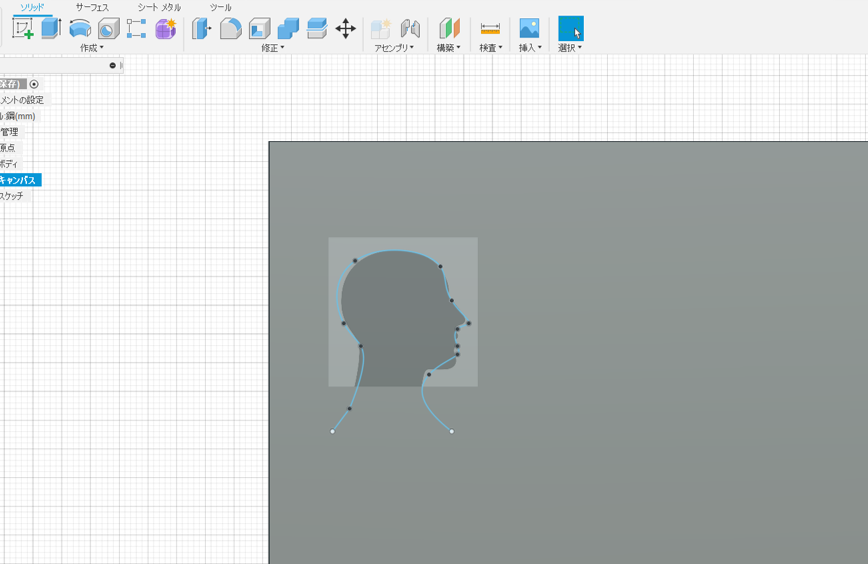 ソリッド サーフェス シート メタル ツール
作成▾ 修正▾ アセンブリ▾ 構築▾ 検査▾ 挿入▾ 選択▾
保存)
メントの設定
鋼(mm)
管理
原点
ボディ
キャンバス
スケッチ